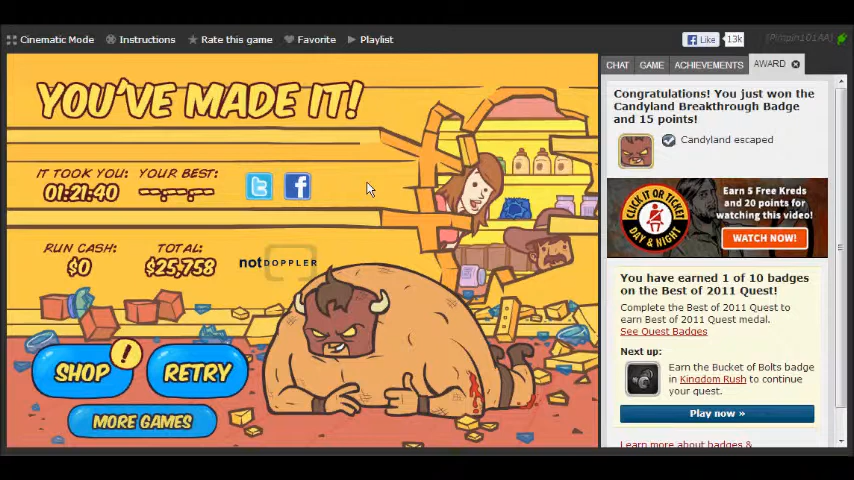 Cinematic Mode Instructions Rate this game Favorite Playlist
Like 13k (Pimpin101AA)
YOU'VE MADE IT!
IT TOOK YOU: YOUR BEST:
01:21:40 --:--:--
RUN CASH: TOTAL:
$0 $25,758
notDOPPLER
SHOP ! RETRY
MORE GAMES
CHAT GAME ACHIEVEMENTS AWARD
Congratulations! You just won the
Candyland Breakthrough Badge
and 15 points!
Candyland escaped
CLICK IT OR TICKET
DAY & NIGHT
Earn 5 Free Kreds
and 20 points for
watching this video!
WATCH NOW!
You have earned 1 of 10 badges
on the Best of 2011 Quest!
Complete the Best of 2011 Quest to
earn Best of 2011 Quest medal.
See Quest Badges
Next up:
Earn the Bucket of Bolts badge
in Kingdom Rush to continue
your quest.
Play now »
Learn more about badges &